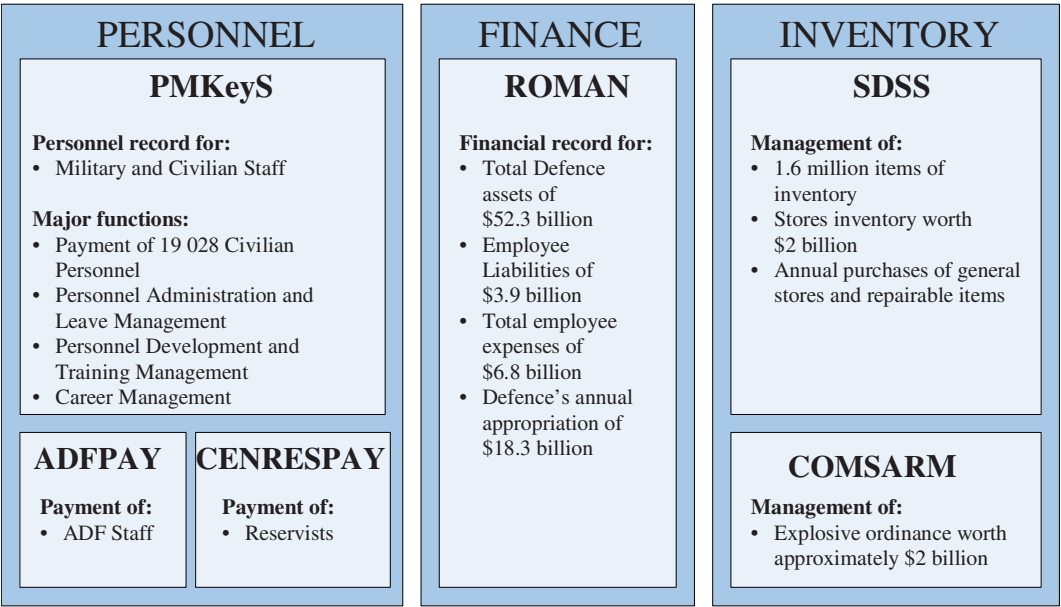 PERSONNEL
PMKeyS
Personnel record for:
• Military and Civilian Staff
Major functions:
• Payment of 19 028 Civilian
Personnel
• Personnel Administration and
Leave Management
• Personnel Development and
Training Management
• Career Management
ADFPAY
Payment of:
• ADF Staff
CENRESPAY
Payment of:
• Reservists
FINANCE
ROMAN
Financial record for:
• Total Defence
assets of
$52.3 billion
• Employee
Liabilities of
$3.9 billion
• Total employee
expenses of
$6.8 billion
• Defence's annual
appropriation of
$18.3 billion
INVENTORY
SDSS
Management of:
• 1.6 million items of
inventory
• Stores inventory worth
$2 billion
• Annual purchases of general
stores and repairable items
COMSARM
Management of:
• Explosive ordinance worth
approximately $2 billion